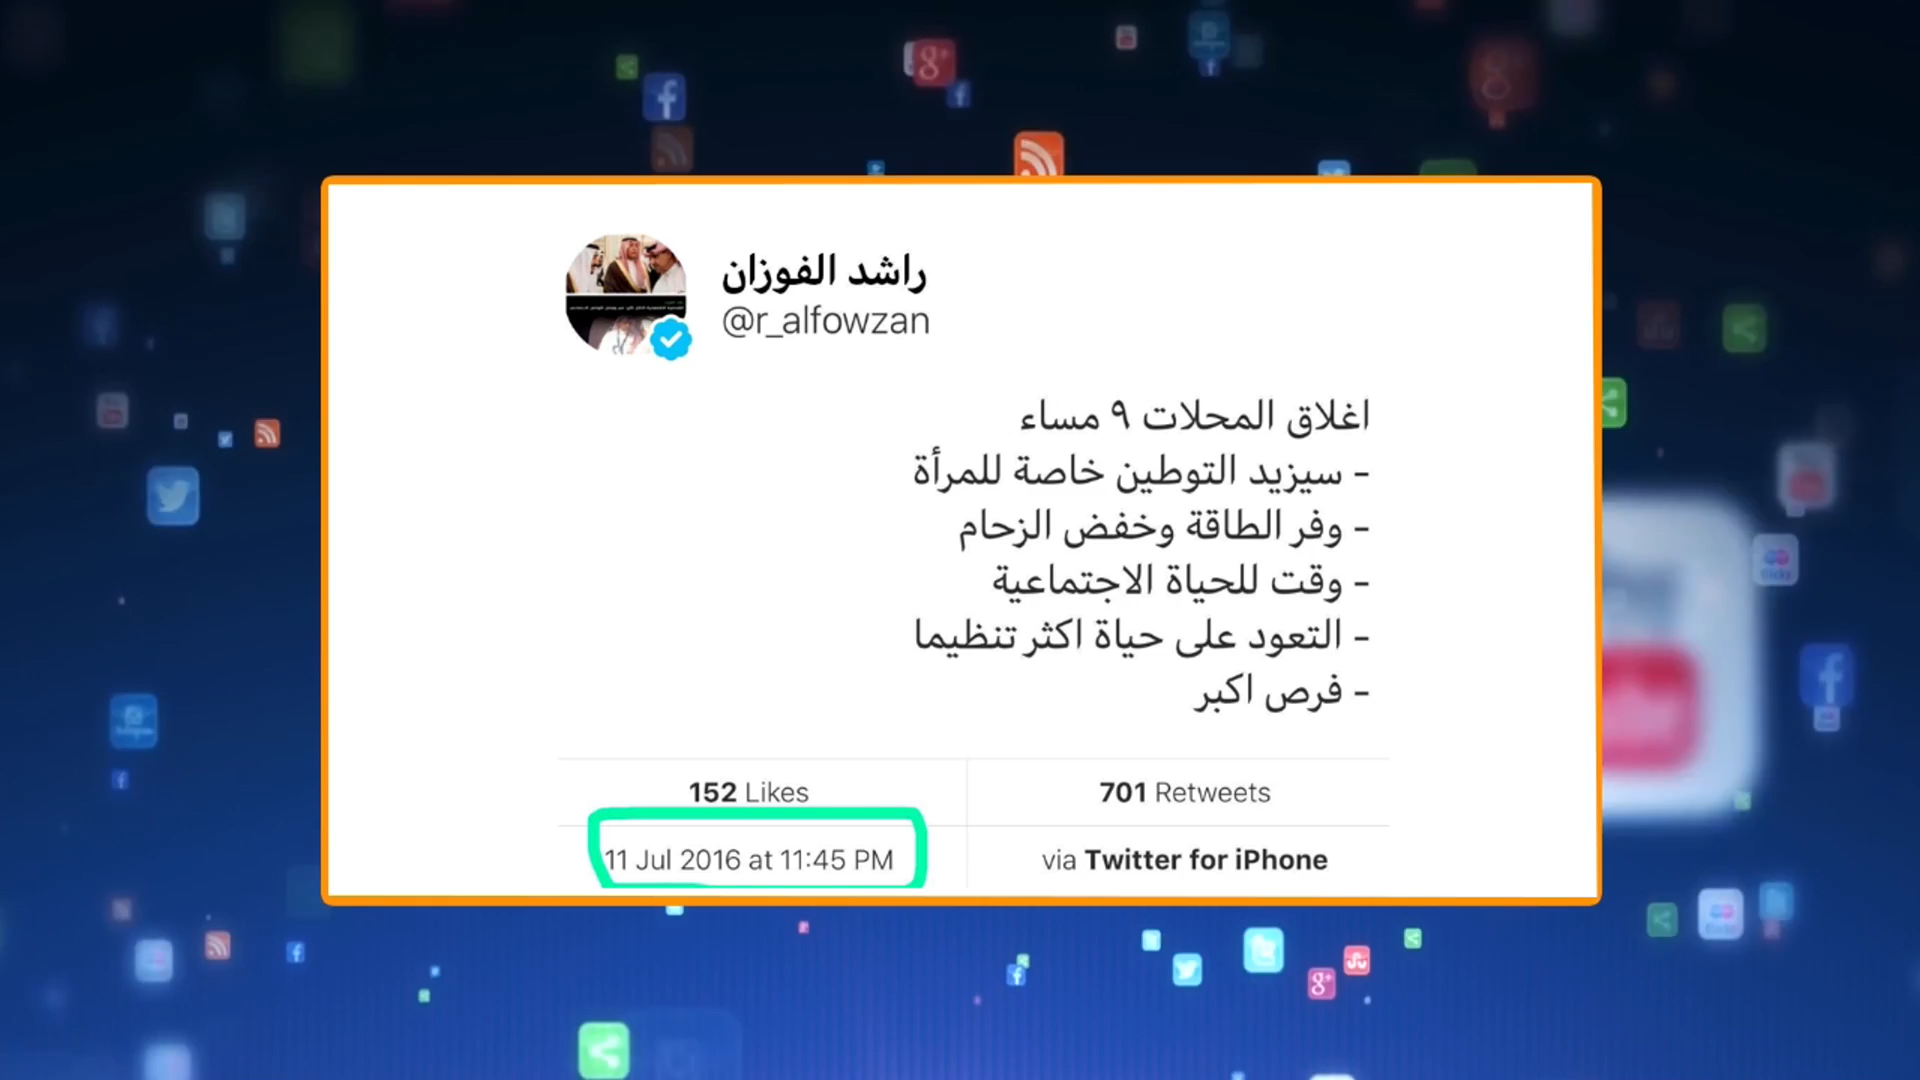 راشد الفوزان
@r_alfowzan
اغلاق المحلات ٩ مساء
- سيزيد التوطين خاصة للمرأة
- وفر الطاقة وخفض الزحام
- وقت للحياة الاجتماعية
- التعود على حياة اكثر تنظيما
- فرص اكبر
152 Likes
701 Retweets
11 Jul 2016 at 11:45 PM
via Twitter for iPhone